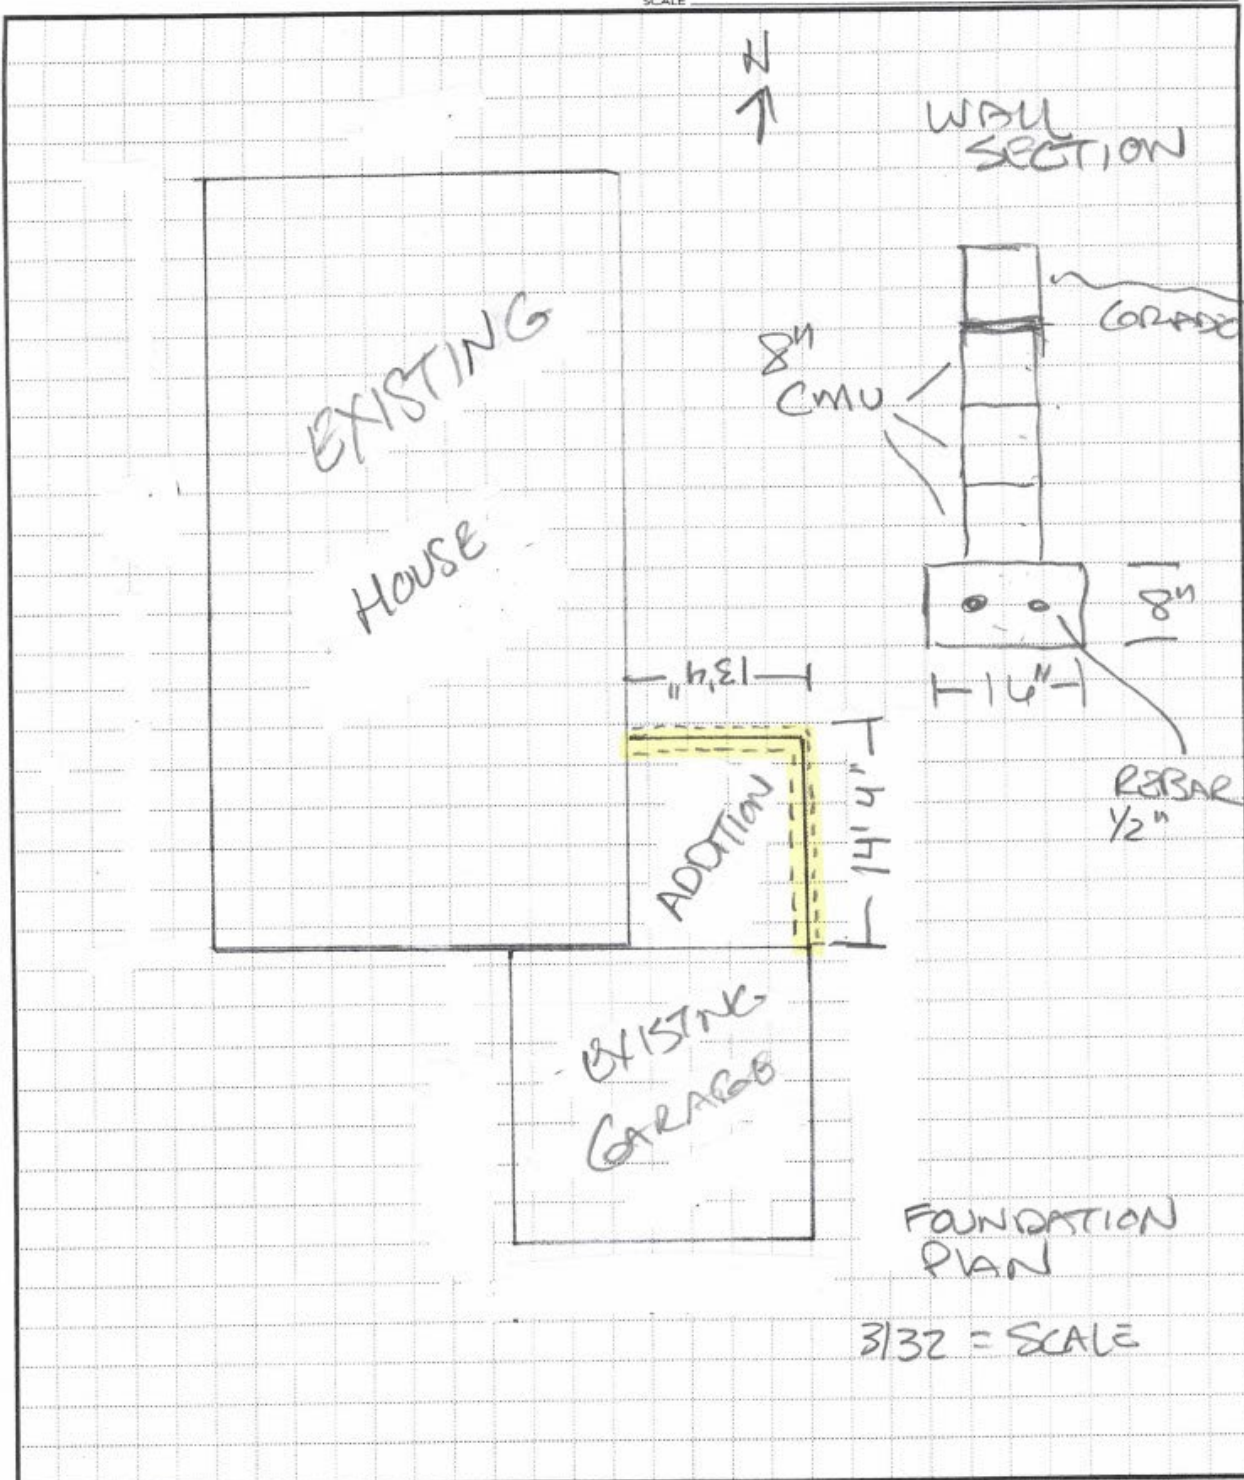 SCALE
N
WALL
SECTION
GRADE
8"
CMU
EXISTING
HOUSE
8"
16"
REBAR
1/2"
13'4"
14' 4"
ADDITION
EXISTING
GARAGE
FOUNDATION
PLAN
3/32 = SCALE